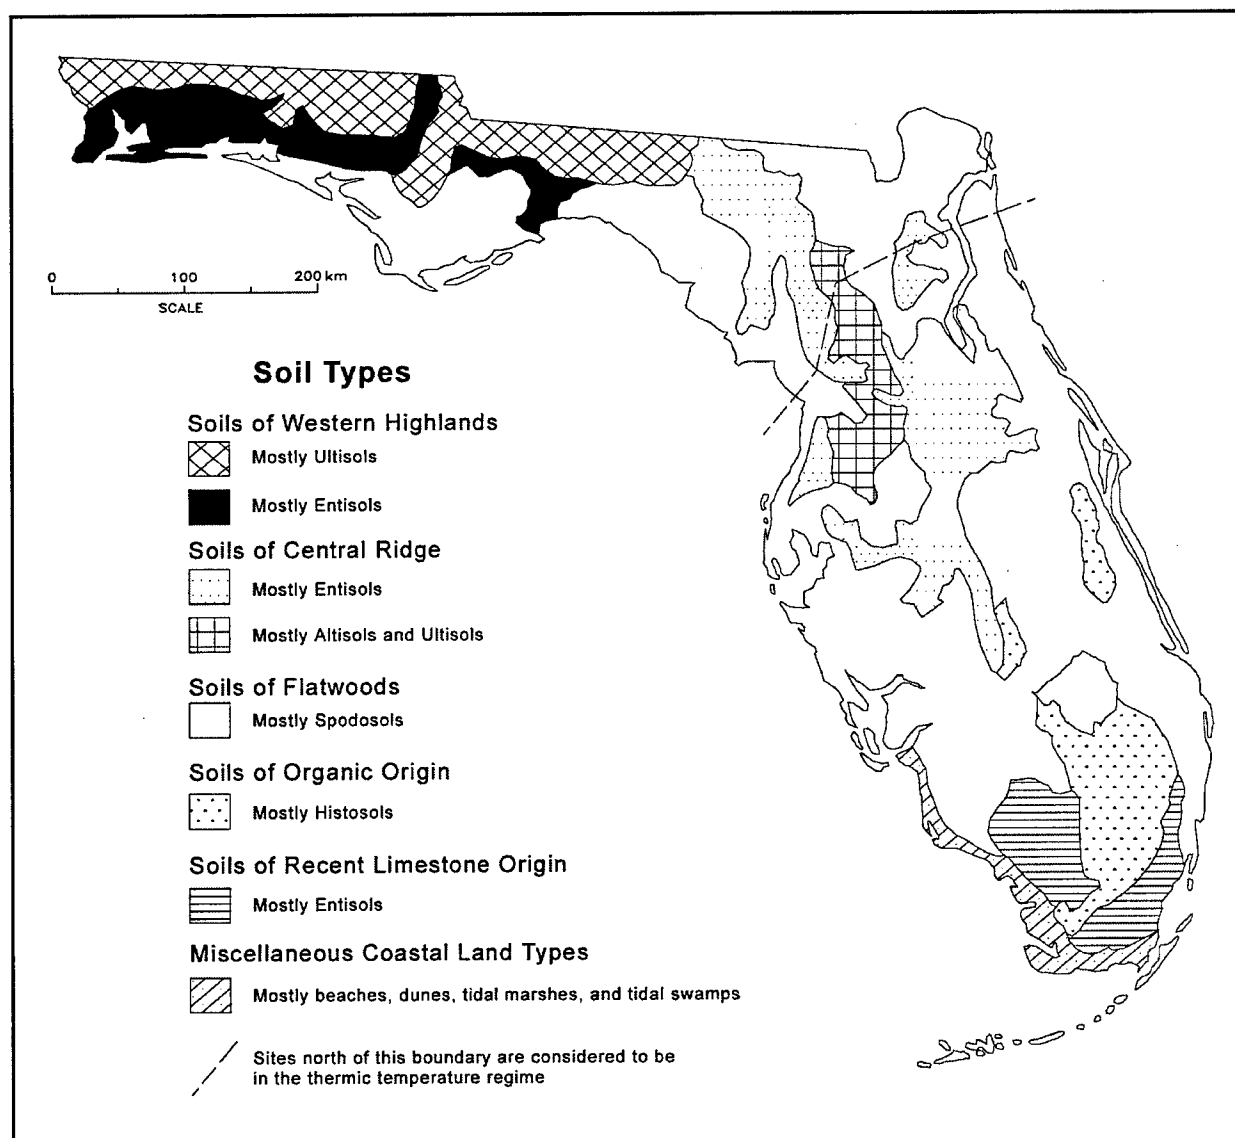 0 100 200 km
SCALE
Soil Types
Soils of Western Highlands
Mostly Ultisols
Mostly Entisols
Soils of Central Ridge
Mostly Entisols
Mostly Altisols and Ultisols
Soils of Flatwoods
Mostly Spodosols
Soils of Organic Origin
Mostly Histosols
Soils of Recent Limestone Origin
Mostly Entisols
Miscellaneous Coastal Land Types
Mostly beaches, dunes, tidal marshes, and tidal swamps
Sites north of this boundary are considered to be
in the thermic temperature regime